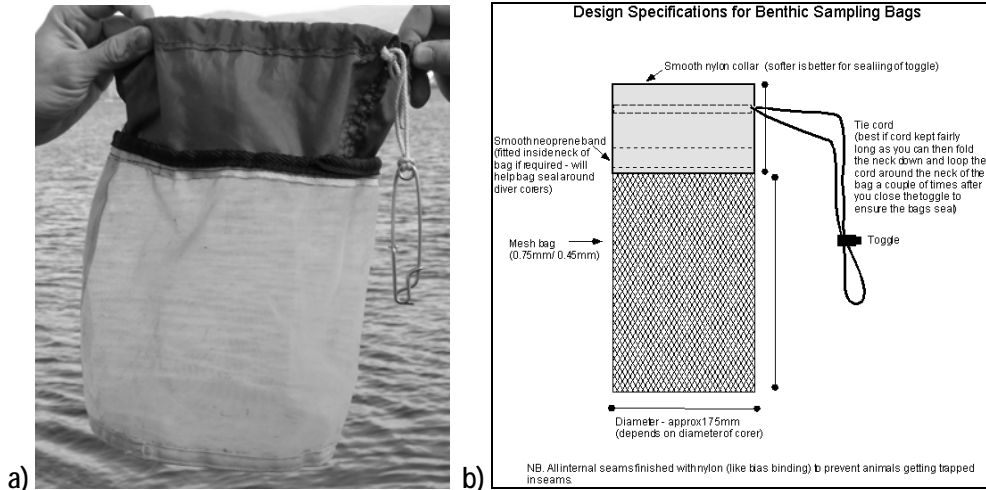 a)
b)
Design Specifications for Benthic Sampling Bags
Smooth nylon collar (softer is better for sealiing of toggle)
Smooth neoprene band
(fitted inside neck of
bag if required - will
help bag seal around
diver corers)
Tie cord
(best if cord kept fairly
long as you can then fold
the neck down and loop the
cord around the neck of the
bag a couple of times after
you close the toggle to
ensure the bags seal)
Toggle
Mesh bag
(0.75mm/ 0.45mm)
Diameter - approx 175mm
(depends on diameter of corer)
NB. All internal seams finished with nylon (like bias binding) to prevent animals getting trapped
in seams.